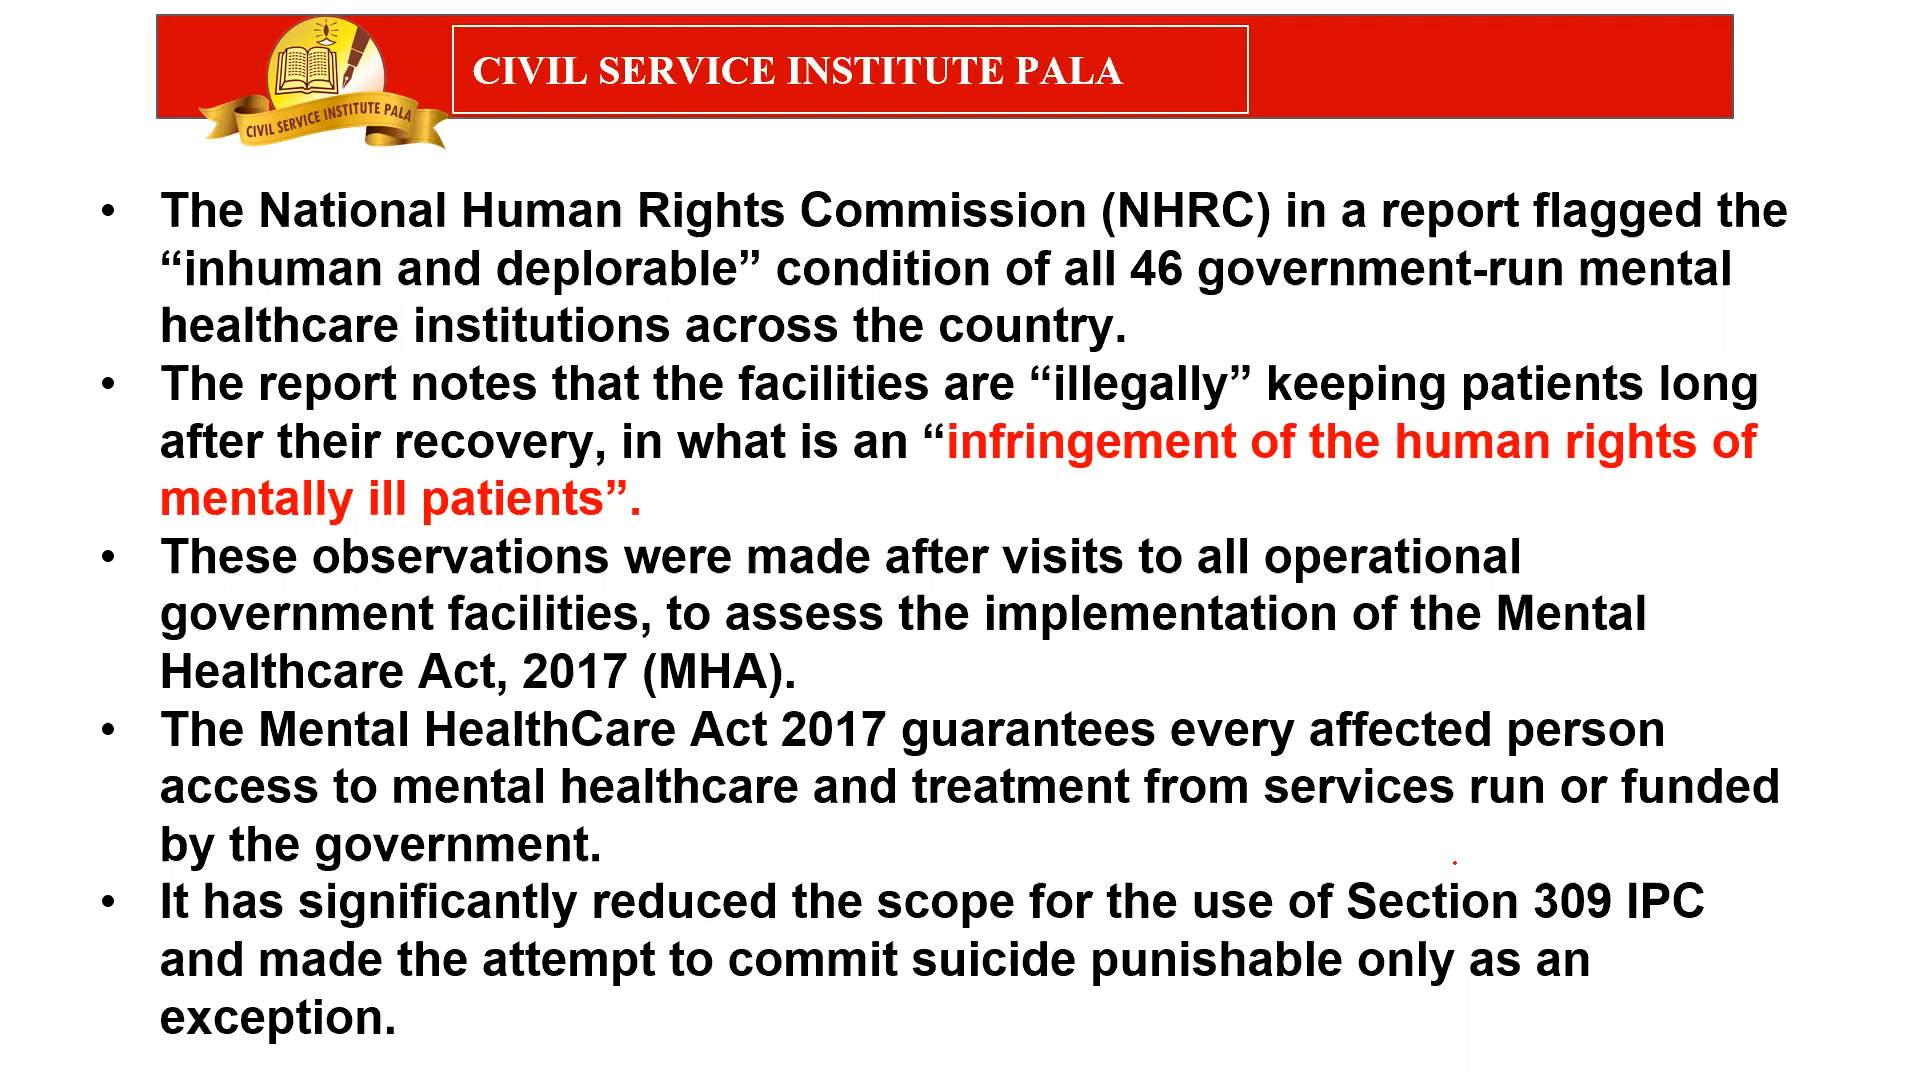 CIVIL SERVICE INSTITUTE PALA
CIVIL SERVICE INSTITUTE PALA
• The National Human Rights Commission (NHRC) in a report flagged the
“inhuman and deplorable” condition of all 46 government-run mental
healthcare institutions across the country.
• The report notes that the facilities are “illegally” keeping patients long
after their recovery, in what is an “infringement of the human rights of
mentally ill patients”.
• These observations were made after visits to all operational
government facilities, to assess the implementation of the Mental
Healthcare Act, 2017 (MHA).
• The Mental HealthCare Act 2017 guarantees every affected person
access to mental healthcare and treatment from services run or funded
by the government.
• It has significantly reduced the scope for the use of Section 309 IPC
and made the attempt to commit suicide punishable only as an
exception.